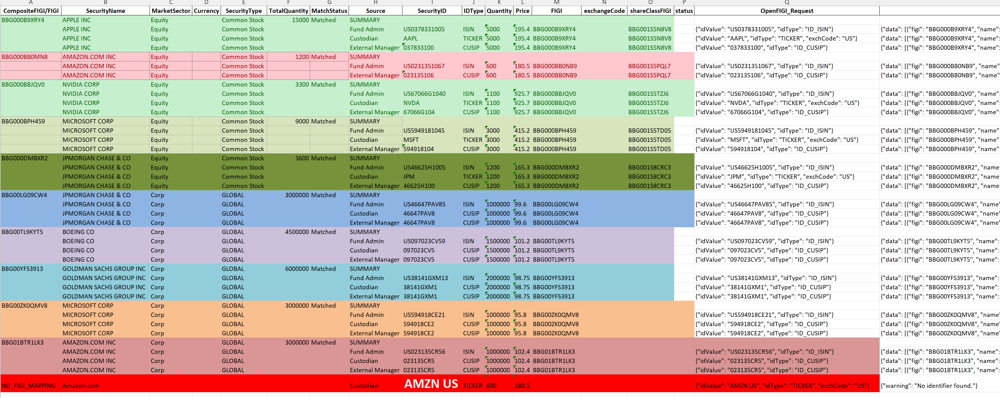 A B C D E F G H I J K L M N O P Q
CompositeFIGI/FIGI SecurityName MarketSector Currency SecurityType TotalQuantity MatchStatus Source SecurityID IDType Quantity Price FIGI exchangeCode shareClassFIGI status OpenFIGI_Request
BBG000B9XRY4 APPLE INC Equity Common Stock 15000 Matched SUMMARY
APPLE INC Equity Common Stock Fund Admin US0378331005 ISIN 5000 195.4 BBG000B9XRY4 BBG001S5N8V8 {"idValue": "US0378331005", "idType": "ID_ISIN"} {"data": [{"figi": "BBG000B9XRY4", "name":
APPLE INC Equity Common Stock Custodian AAPL TICKER 5000 195.4 BBG000B9XRY4 BBG001S5N8V8 {"idValue": "AAPL", "idType": "TICKER", "exchCode": "US"} {"data": [{"figi": "BBG000B9XRY4", "name":
APPLE INC Equity Common Stock External Manager 037833100 CUSIP 5000 195.4 BBG000B9XRY4 BBG001S5N8V8 {"idValue": "037833100", "idType": "ID_CUSIP"} {"data": [{"figi": "BBG000B9XRY4", "name":
BBG000BB0MN8 AMAZON.COM INC Equity Common Stock 1200 Matched SUMMARY
AMAZON.COM INC Equity Common Stock Fund Admin US0231351067 ISIN 600 180.5 BBG000BB0NB9 BBG001S5PQL7 {"idValue": "US0231351067", "idType": "ID_ISIN"} {"data": [{"figi": "BBG000BB0NB9", "name"
AMAZON.COM INC Equity Common Stock External Manager 023135106 CUSIP 600 180.5 BBG000BB0NB9 BBG001S5PQL7 {"idValue": "023135106", "idType": "ID_CUSIP"} {"data": [{"figi": "BBG000BB0NB9", "name"
BBG000BBJQV0 NVIDIA CORP Equity Common Stock 3300 Matched SUMMARY
NVIDIA CORP Equity Common Stock Fund Admin US67066G1040 ISIN 1100 925.7 BBG000BBJQV0 BBG001S5TZJ6 {"idValue": "US67066G1040", "idType": "ID_ISIN"} {"data": [{"figi": "BBG000BBJQV0", "name":
NVIDIA CORP Equity Common Stock Custodian NVDA TICKER 1100 925.7 BBG000BBJQV0 BBG001S5TZJ6 {"idValue": "NVDA", "idType": "TICKER", "exchCode": "US"} {"data": [{"figi": "BBG000BBJQV0", "name":
NVIDIA CORP Equity Common Stock External Manager 67066G104 CUSIP 1100 925.7 BBG000BBJQV0 BBG001S5TZJ6 {"idValue": "67066G104", "idType": "ID_CUSIP"} {"data": [{"figi": "BBG000BBJQV0", "name":
BBG000BPH459 MICROSOFT CORP Equity Common Stock 9000 Matched SUMMARY
MICROSOFT CORP Equity Common Stock Fund Admin US5949181045 ISIN 3000 415.2 BBG000BPH459 BBG001S5TD05 {"idValue": "US5949181045", "idType": "ID_ISIN"} {"data": [{"figi": "BBG000BPH459", "name"
MICROSOFT CORP Equity Common Stock Custodian MSFT TICKER 3000 415.2 BBG000BPH459 BBG001S5TD05 {"idValue": "MSFT", "idType": "TICKER", "exchCode": "US"} {"data": [{"figi": "BBG000BPH459", "name"
MICROSOFT CORP Equity Common Stock External Manager 594918104 CUSIP 3000 415.2 BBG000BPH459 BBG001S5TD05 {"idValue": "594918104", "idType": "ID_CUSIP"} {"data": [{"figi": "BBG000BPH459", "name"
BBG000DMBXR2 JPMORGAN CHASE & CO Equity Common Stock 3600 Matched SUMMARY
JPMORGAN CHASE & CO Equity Common Stock Fund Admin US46625H1005 ISIN 1200 165.3 BBG000DMBXR2 BBG001S8CRC3 {"idValue": "US46625H1005", "idType": "ID_ISIN"} {"data": [{"figi": "BBG000DMBXR2", "name
JPMORGAN CHASE & CO Equity Common Stock Custodian JPM TICKER 1200 165.3 BBG000DMBXR2 BBG001S8CRC3 {"idValue": "JPM", "idType": "TICKER", "exchCode": "US"} {"data": [{"figi": "BBG000DMBXR2", "name
JPMORGAN CHASE & CO Equity Common Stock External Manager 46625H100 CUSIP 1200 165.3 BBG000DMBXR2 BBG001S8CRC3 {"idValue": "46625H100", "idType": "ID_CUSIP"} {"data": [{"figi": "BBG000DMBXR2", "name
BBG00LG09CW4 JPMORGAN CHASE & CO Corp GLOBAL 3000000 Matched SUMMARY
JPMORGAN CHASE & CO Corp GLOBAL Fund Admin US46647PAV85 ISIN 1000000 99.6 BBG00LG09CW4 {"idValue": "US46647PAV85", "idType": "ID_ISIN"} {"data": [{"figi": "BBG00LG09CW4", "name
JPMORGAN CHASE & CO Corp GLOBAL Custodian 46647PAV8 CUSIP 1000000 99.6 BBG00LG09CW4 {"idValue": "46647PAV8", "idType": "ID_CUSIP"} {"data": [{"figi": "BBG00LG09CW4", "name
JPMORGAN CHASE & CO Corp GLOBAL External Manager 46647PAV8 CUSIP 1000000 99.6 BBG00LG09CW4 {"idValue": "46647PAV8", "idType": "ID_CUSIP"} {"data": [{"figi": "BBG00LG09CW4", "name
BBG00TL9KYT5 BOEING CO Corp GLOBAL 4500000 Matched SUMMARY
BOEING CO Corp GLOBAL Fund Admin US097023CV59 ISIN 1500000 101.2 BBG00TL9KYT5 {"idValue": "US097023CV59", "idType": "ID_ISIN"} {"data": [{"figi": "BBG00TL9KYT5", "name":
BOEING CO Corp GLOBAL Custodian 097023CV5 CUSIP 1500000 101.2 BBG00TL9KYT5 {"idValue": "097023CV5", "idType": "ID_CUSIP"} {"data": [{"figi": "BBG00TL9KYT5", "name":
BOEING CO Corp GLOBAL External Manager 097023CV5 CUSIP 1500000 101.2 BBG00TL9KYT5 {"idValue": "097023CV5", "idType": "ID_CUSIP"} {"data": [{"figi": "BBG00TL9KYT5", "name":
BBG00YFS3913 GOLDMAN SACHS GROUP INC Corp GLOBAL 6000000 Matched SUMMARY
GOLDMAN SACHS GROUP INC Corp GLOBAL Fund Admin US38141GXM13 ISIN 2000000 98.75 BBG00YFS3913 {"idValue": "US38141GXM13", "idType": "ID_ISIN"} {"data": [{"figi": "BBG00YFS3913", "name":
GOLDMAN SACHS GROUP INC Corp GLOBAL Custodian 38141GXM1 CUSIP 2000000 98.75 BBG00YFS3913 {"idValue": "38141GXM1", "idType": "ID_CUSIP"} {"data": [{"figi": "BBG00YFS3913", "name":
GOLDMAN SACHS GROUP INC Corp GLOBAL External Manager 38141GXM1 CUSIP 2000000 98.75 BBG00YFS3913 {"idValue": "38141GXM1", "idType": "ID_CUSIP"} {"data": [{"figi": "BBG00YFS3913", "name":
BBG00ZK0QMV8 MICROSOFT CORP Corp GLOBAL 3000000 Matched SUMMARY
MICROSOFT CORP Corp GLOBAL Fund Admin US594918CE21 ISIN 1000000 95.8 BBG00ZK0QMV8 {"idValue": "US594918CE21", "idType": "ID_ISIN"} {"data": [{"figi": "BBG00ZK0QMV8", "name"
MICROSOFT CORP Corp GLOBAL Custodian 594918CE2 CUSIP 1000000 95.8 BBG00ZK0QMV8 {"idValue": "594918CE2", "idType": "ID_CUSIP"} {"data": [{"figi": "BBG00ZK0QMV8", "name"
MICROSOFT CORP Corp GLOBAL External Manager 594918CE2 CUSIP 1000000 95.8 BBG00ZK0QMV8 {"idValue": "594918CE2", "idType": "ID_CUSIP"} {"data": [{"figi": "BBG00ZK0QMV8", "name"
BBG01BTR1LK3 AMAZON.COM INC Corp GLOBAL 3000000 Matched SUMMARY
AMAZON.COM INC Corp GLOBAL Fund Admin US023135CR56 ISIN 1000000 102.4 BBG01BTR1LK3 {"idValue": "US023135CR56", "idType": "ID_ISIN"} {"data": [{"figi": "BBG01BTR1LK3", "name":
AMAZON.COM INC Corp GLOBAL Custodian 023135CR5 CUSIP 1000000 102.4 BBG01BTR1LK3 {"idValue": "023135CR5", "idType": "ID_CUSIP"} {"data": [{"figi": "BBG01BTR1LK3", "name":
AMAZON.COM INC Corp GLOBAL External Manager 023135CR5 CUSIP 1000000 102.4 BBG01BTR1LK3 {"idValue": "023135CR5", "idType": "ID_CUSIP"} {"data": [{"figi": "BBG01BTR1LK3", "name":
NO_FIGI_MAPPING Amazon.com Custodian AMZN US TICKER 600 180.5 {"idValue": "AMZN US", "idType": "TICKER", "exchCode": "US"} {"warning": "No identifier found."}